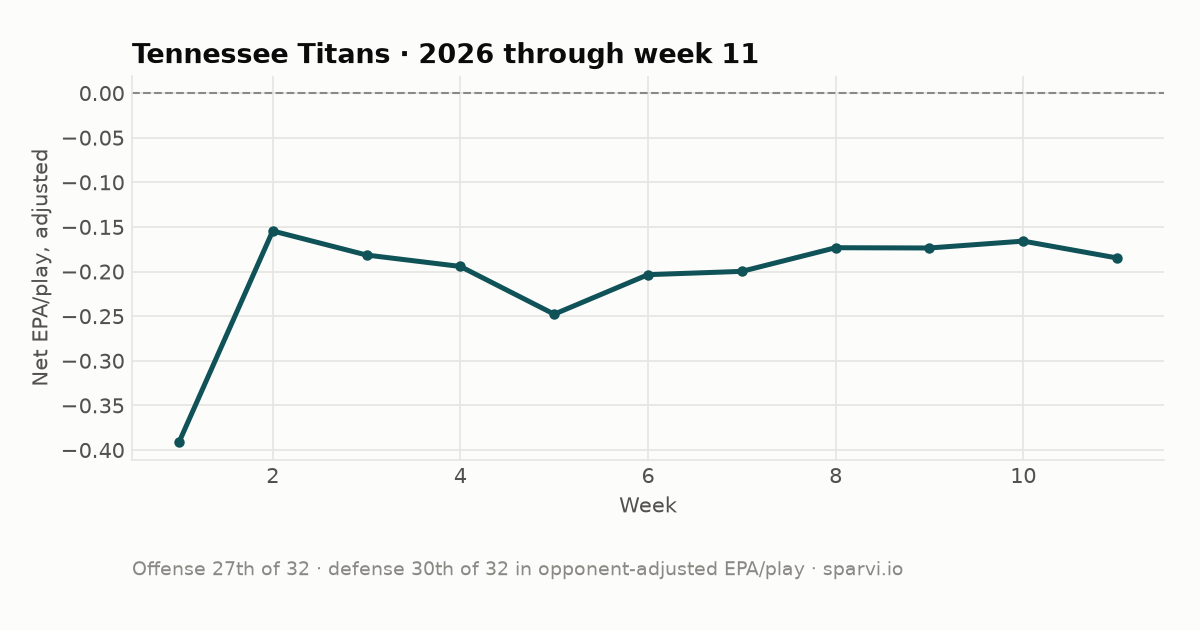 Tennessee Titans · 2026 through week 11
Net EPA/play, adjusted
0.00
−0.05
−0.10
−0.15
−0.20
−0.25
−0.30
−0.35
−0.40
2 4 6 8 10
Week
Offense 27th of 32 · defense 30th of 32 in opponent-adjusted EPA/play · sparvi.io